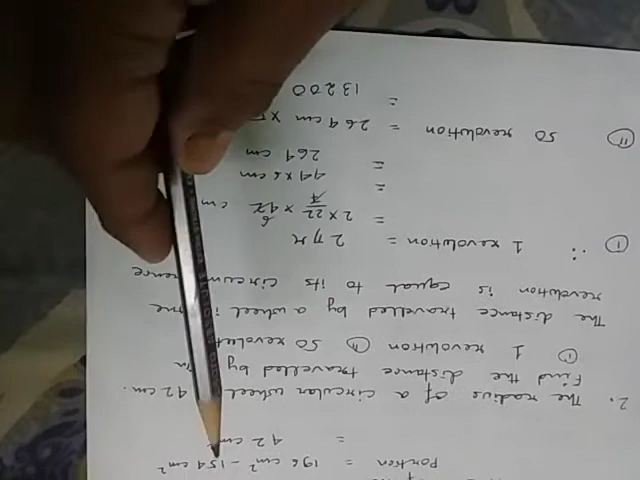 Portion = 196 cm² - 154 cm²
= 42 cm²
2. The radius of a circular wheel 42 cm.
Find the distance travelled by in
(i) 1 revolution (ii) 50 revolution
The distance travelled by a wheel in one
revolution is equal to its
(i) ∴ 1 revolution = 2πr
= 2 × 22/7 × 42 cm
= 44 × 6 cm
= 264 cm
(ii) 50 revolution = 264 cm ×
= 13200